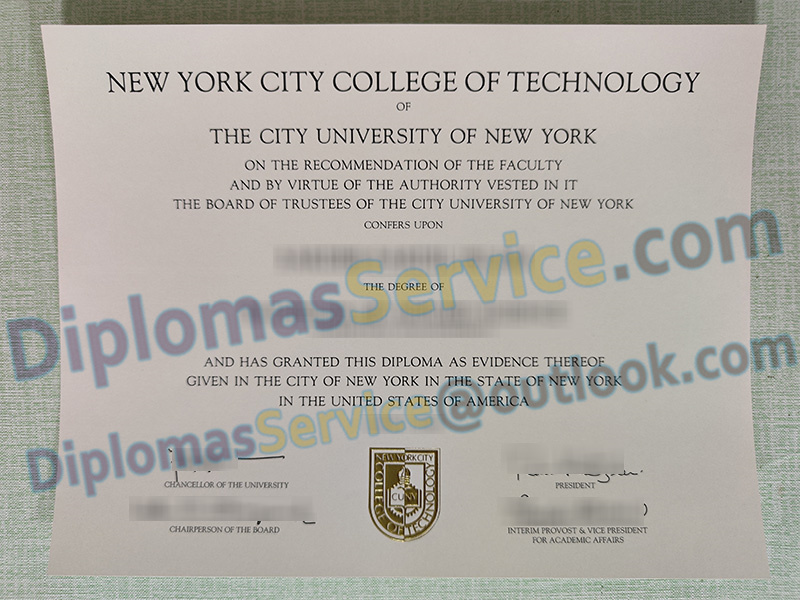 NEW YORK CITY COLLEGE OF TECHNOLOGY
OF
THE CITY UNIVERSITY OF NEW YORK
ON THE RECOMMENDATION OF THE FACULTY
AND BY VIRTUE OF THE AUTHORITY VESTED IN IT
THE BOARD OF TRUSTEES OF THE CITY UNIVERSITY OF NEW YORK
CONFERS UPON
THE DEGREE OF
DiplomasService.com
AND HAS GRANTED THIS DIPLOMA AS EVIDENCE THEREOF
GIVEN IN THE CITY OF NEW YORK IN THE STATE OF NEW YORK
IN THE UNITED STATES OF AMERICA
DiplomasService@outlook.com
CHANCELLOR OF THE UNIVERSITY
PRESIDENT
CHAIRPERSON OF THE BOARD
INTERIM PROVOST & VICE PRESIDENT
FOR ACADEMIC AFFAIRS
NEW YORK CITY
COLLEGE OF TECHNOLOGY
CUNY